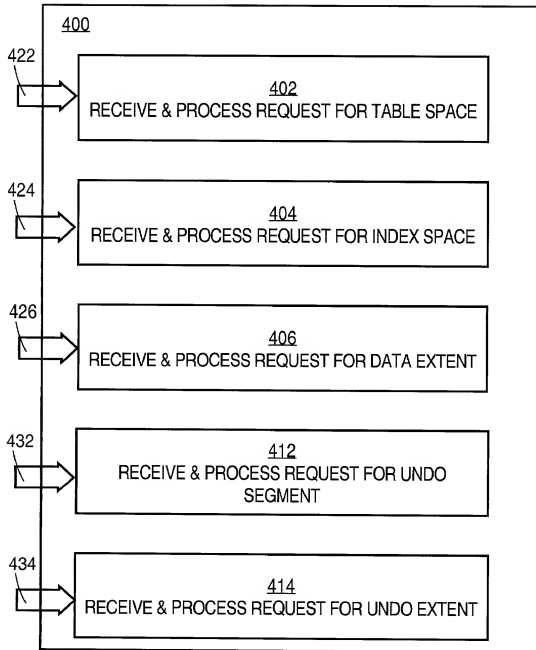 400
422
402
RECEIVE & PROCESS REQUEST FOR TABLE SPACE
424
404
RECEIVE & PROCESS REQUEST FOR INDEX SPACE
426
406
RECEIVE & PROCESS REQUEST FOR DATA EXTENT
432
412
RECEIVE & PROCESS REQUEST FOR UNDO
SEGMENT
434
414
RECEIVE & PROCESS REQUEST FOR UNDO EXTENT